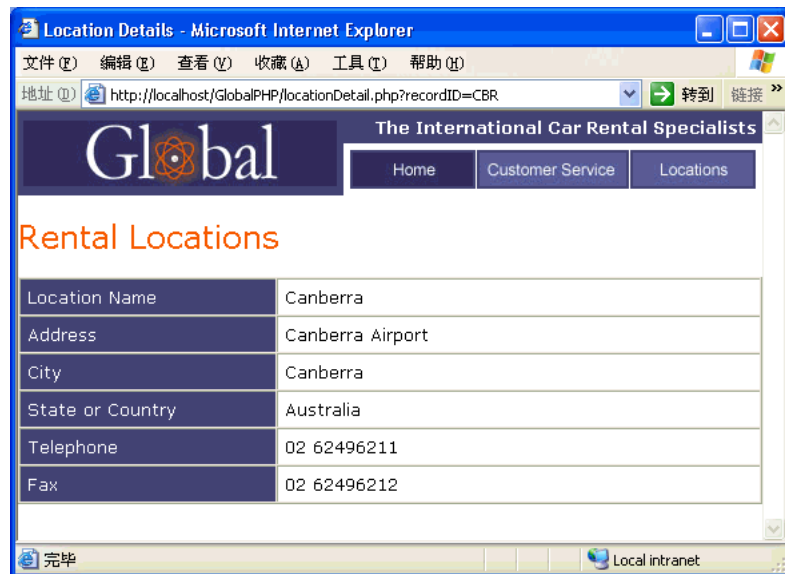 Location Details - Microsoft Internet Explorer
文件(F) 编辑(E) 查看(V) 收藏(A) 工具(T) 帮助(H)
地址(D) http://localhost/GlobalPHP/locationDetail.php?recordID=CBR 转到 链接 »
Global
The International Car Rental Specialists
Home Customer Service Locations
Rental Locations
Location Name Canberra
Address Canberra Airport
City Canberra
State or Country Australia
Telephone 02 62496211
Fax 02 62496212
完毕 Local intranet